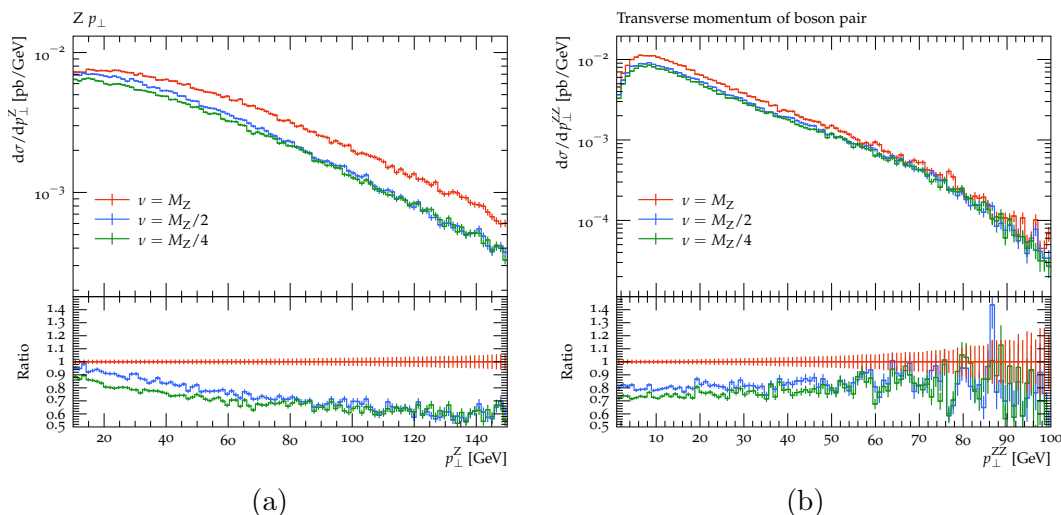 Z p⊥
dσ/dp⊥^Z [pb/GeV]
10^−2
10^−3
ν = M_Z
ν = M_Z/2
ν = M_Z/4
Ratio
1.4
1.3
1.2
1.1
1
0.9
0.8
0.7
0.6
0.5
20 40 60 80 100 120 140
p⊥^Z [GeV]
(a)
Transverse momentum of boson pair
dσ/dp⊥^ZZ [pb/GeV]
10^−2
10^−3
10^−4
ν = M_Z
ν = M_Z/2
ν = M_Z/4
Ratio
1.4
1.3
1.2
1.1
1
0.9
0.8
0.7
0.6
0.5
10 20 30 40 50 60 70 80 90 100
p⊥^ZZ [GeV]
(b)